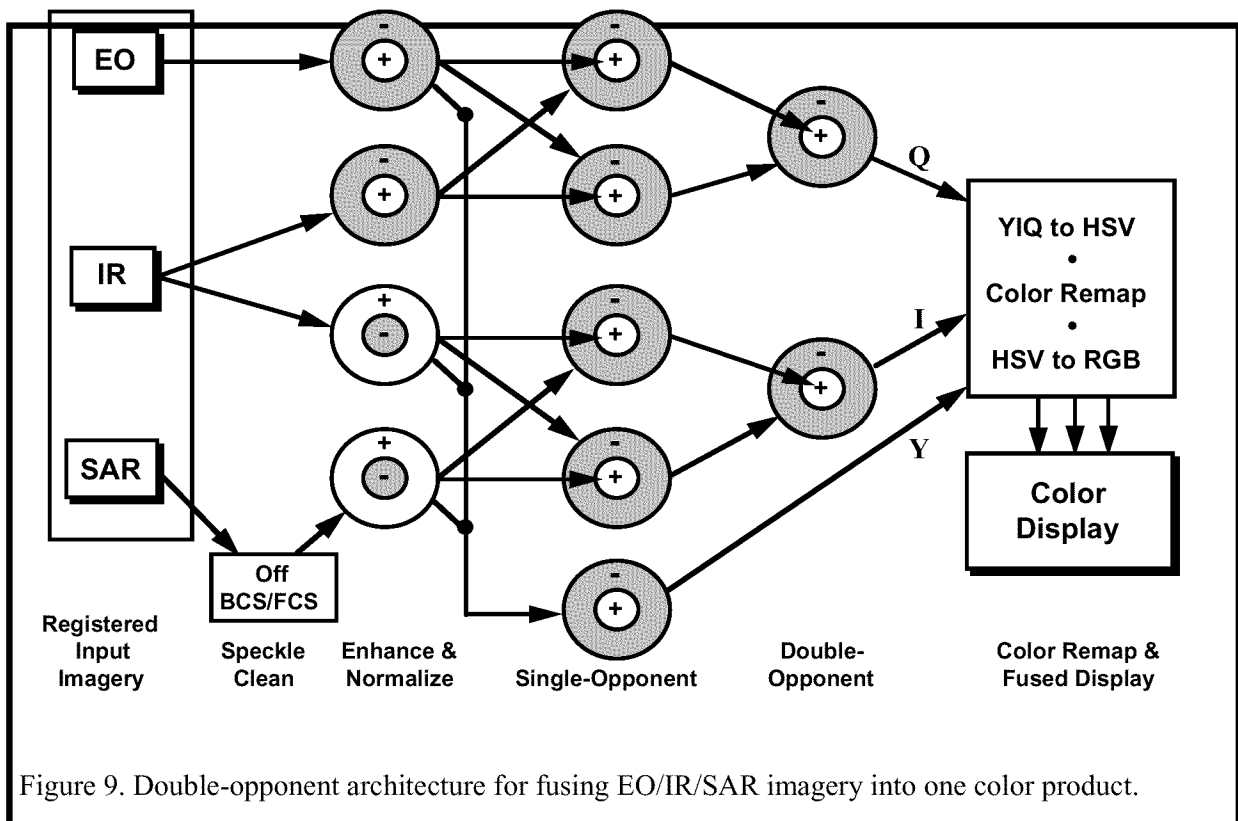 EO
IR
SAR
Off
BCS/FCS
-
+
-
+
+
-
+
-
-
+
-
+
-
+
-
+
-
+
-
+
-
+
Q
I
Y
YIQ to HSV
•
Color Remap
•
HSV to RGB
Color
Display
Registered
Input
Imagery
Speckle
Clean
Enhance &
Normalize
Single-Opponent
Double-
Opponent
Color Remap &
Fused Display
Figure 9. Double-opponent architecture for fusing EO/IR/SAR imagery into one color product.